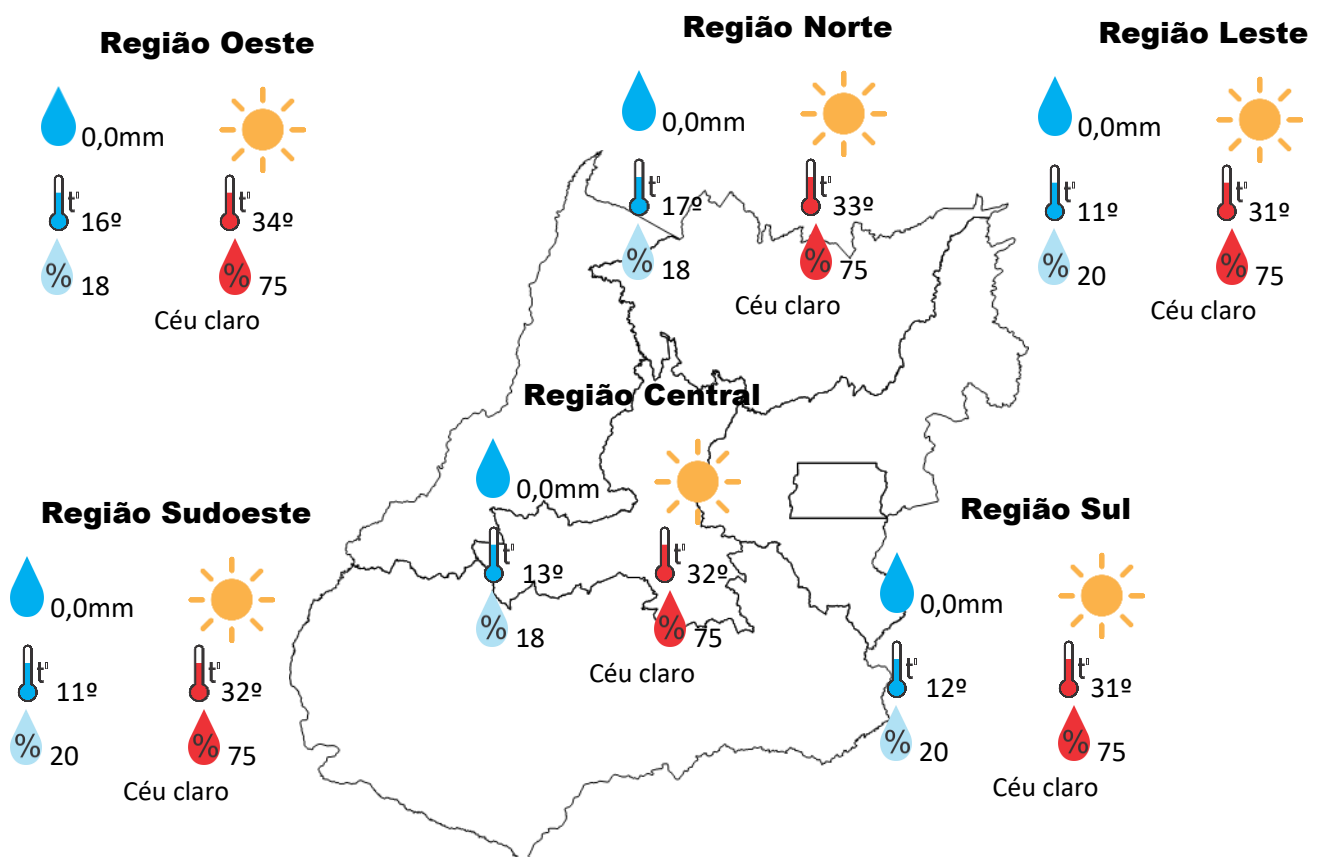 Região Oeste
0,0mm
t°
16º
34º
%
18
%
75
Céu claro
Região Norte
0,0mm
t°
17º
t°
33º
%
18
%
75
Céu claro
Região Leste
0,0mm
t°
11º
t°
31º
%
20
%
75
Céu claro
Região Central
0,0mm
t°
13º
t°
32º
%
18
%
75
Céu claro
Região Sudoeste
0,0mm
t°
11º
32º
%
20
%
75
Céu claro
Região Sul
0,0mm
t°
12º
t°
31º
%
20
%
75
Céu claro